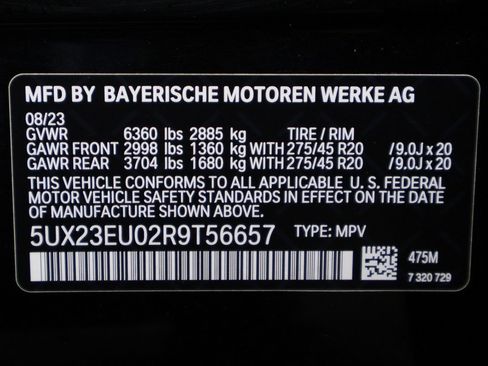 MFD BY BAYERISCHE MOTOREN WERKE AG
08/23
GVWR 6360 lbs 2885 kg TIRE / RIM
GAWR FRONT 2998 lbs 1360 kg WITH 275/45 R20 /9.0J x 20
GAWR REAR 3704 lbs 1680 kg WITH 275/45 R20 /9.0J x 20
THIS VEHICLE CONFORMS TO ALL APPLICABLE U. S. FEDERAL
MOTOR VEHICLE SAFETY STANDARDS IN EFFECT ON THE
DATE OF MANUFACTURE SHOWN ABOVE.
5UX23EU02R9T56657 TYPE: MPV
475M
7 320 729